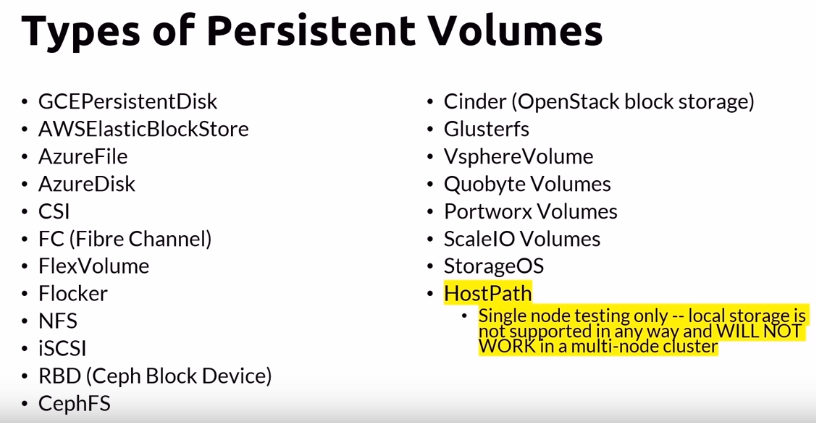 Types of Persistent Volumes
• GCEPersistentDisk
• AWSElasticBlockStore
• AzureFile
• AzureDisk
• CSI
• FC (Fibre Channel)
• FlexVolume
• Flocker
• NFS
• iSCSI
• RBD (Ceph Block Device)
• CephFS
• Cinder (OpenStack block storage)
• Glusterfs
• VsphereVolume
• Quobyte Volumes
• Portworx Volumes
• ScaleIO Volumes
• StorageOS
• HostPath
• Single node testing only -- local storage is
not supported in any way and WILL NOT
WORK in a multi-node cluster